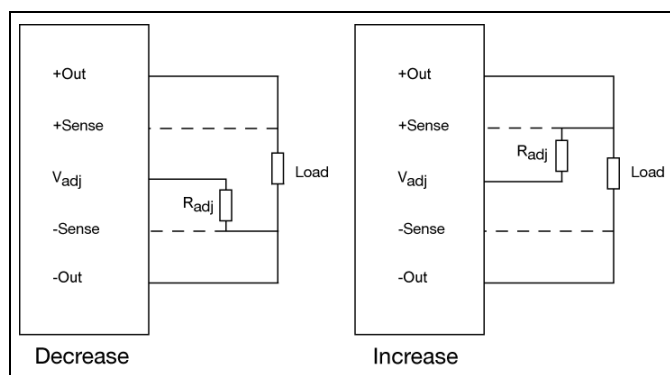 +Out
+Sense
Vadj
Radj
-Sense
-Out
Load
Decrease
+Out
+Sense
Radj
Vadj
-Sense
-Out
Load
Increase